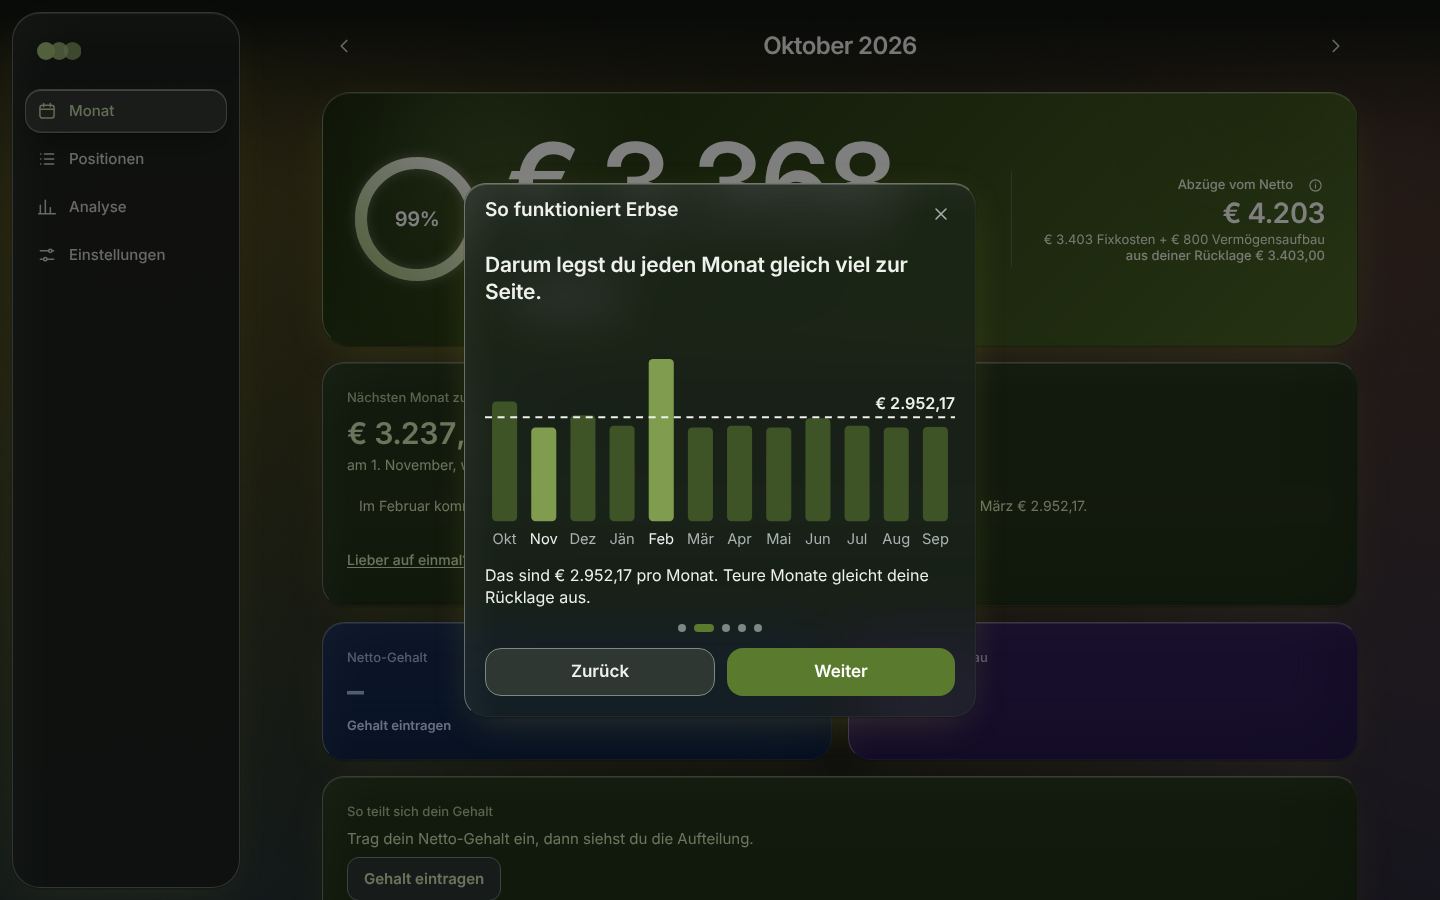 Monat
Positionen
Analyse
Einstellungen
Oktober 2026
99%
€ 3.368
Abzüge vom Netto
€ 4.203
€ 3.403 Fixkosten + € 800 Vermögensaufbau
aus deiner Rücklage € 3.403,00
So funktioniert Erbse
Darum legst du jeden Monat gleich viel zur
Seite.
€ 2.952,17
Okt Nov Dez Jän Feb Mär Apr Mai Jun Jul Aug Sep
Das sind € 2.952,17 pro Monat. Teure Monate gleicht deine
Rücklage aus.
Zurück
Weiter
Nächsten Monat
€ 3.237,
am 1. November,
Im Februar
März € 2.952,17.
Lieber auf einmal?
Netto-Gehalt
–
Gehalt eintragen
au
So teilt sich dein Gehalt
Trag dein Netto-Gehalt ein, dann siehst du die Aufteilung.
Gehalt eintragen